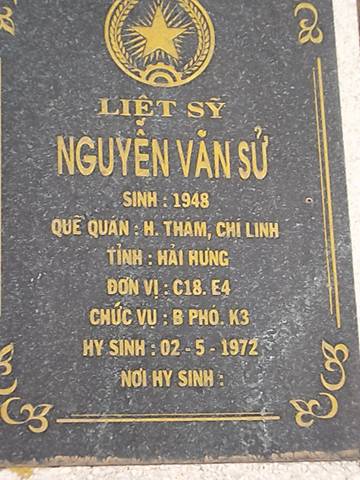 LIỆT SỸ
NGUYỄN VĂN SỬ
SINH : 1948
QUÊ QUÁN : H. THAM, CHÍ LINH
TỈNH : HẢI HƯNG
ĐƠN VỊ : C18. E4
CHỨC VỤ : B PHÓ. K3
HY SINH : 02 - 5 - 1972
NƠI HY SINH :